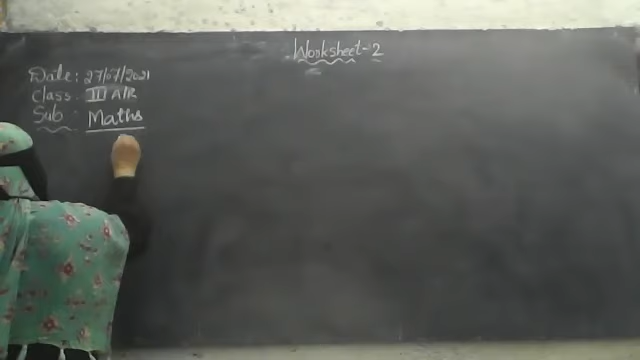 Worksheet-2
Date: 27/07/2021
Class: III A/B
Sub: Maths